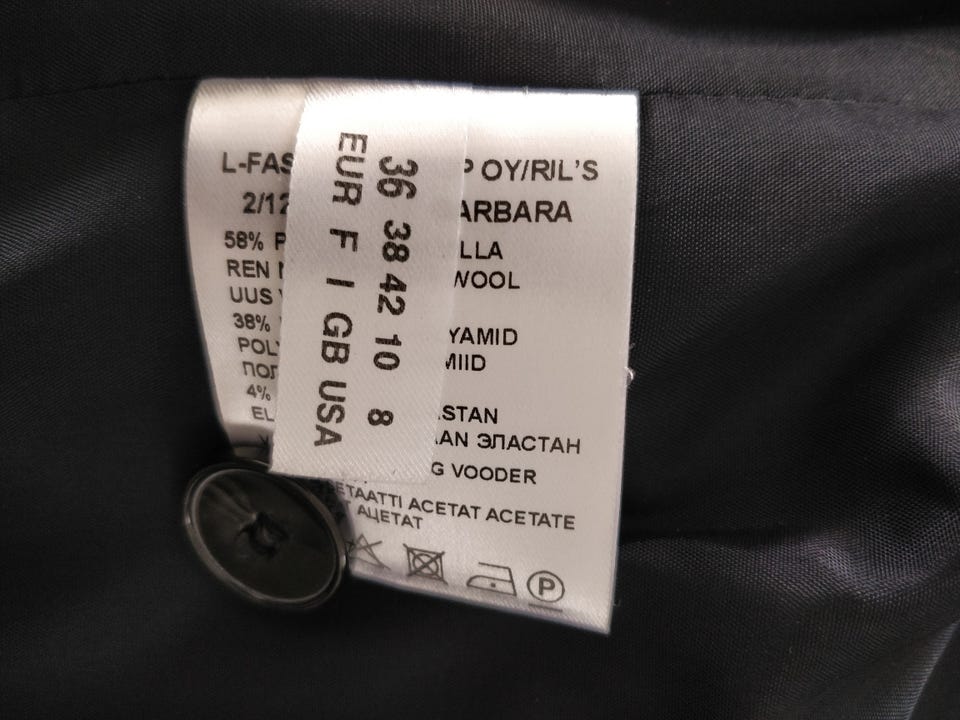 L-FAS
P OY/RIL'S
2/12
ARBARA
58% P
LLA
REN
WOOL
UUS
38%
YAMID
POL
MIID
ПОЛ
4%
STAN
EL
AN ЭЛАСТАН
G VOODER
ETAATTI ACETAT ACETATE
T АЦЕТАТ
P
EUR F I GB USA
36 38 42 10 8